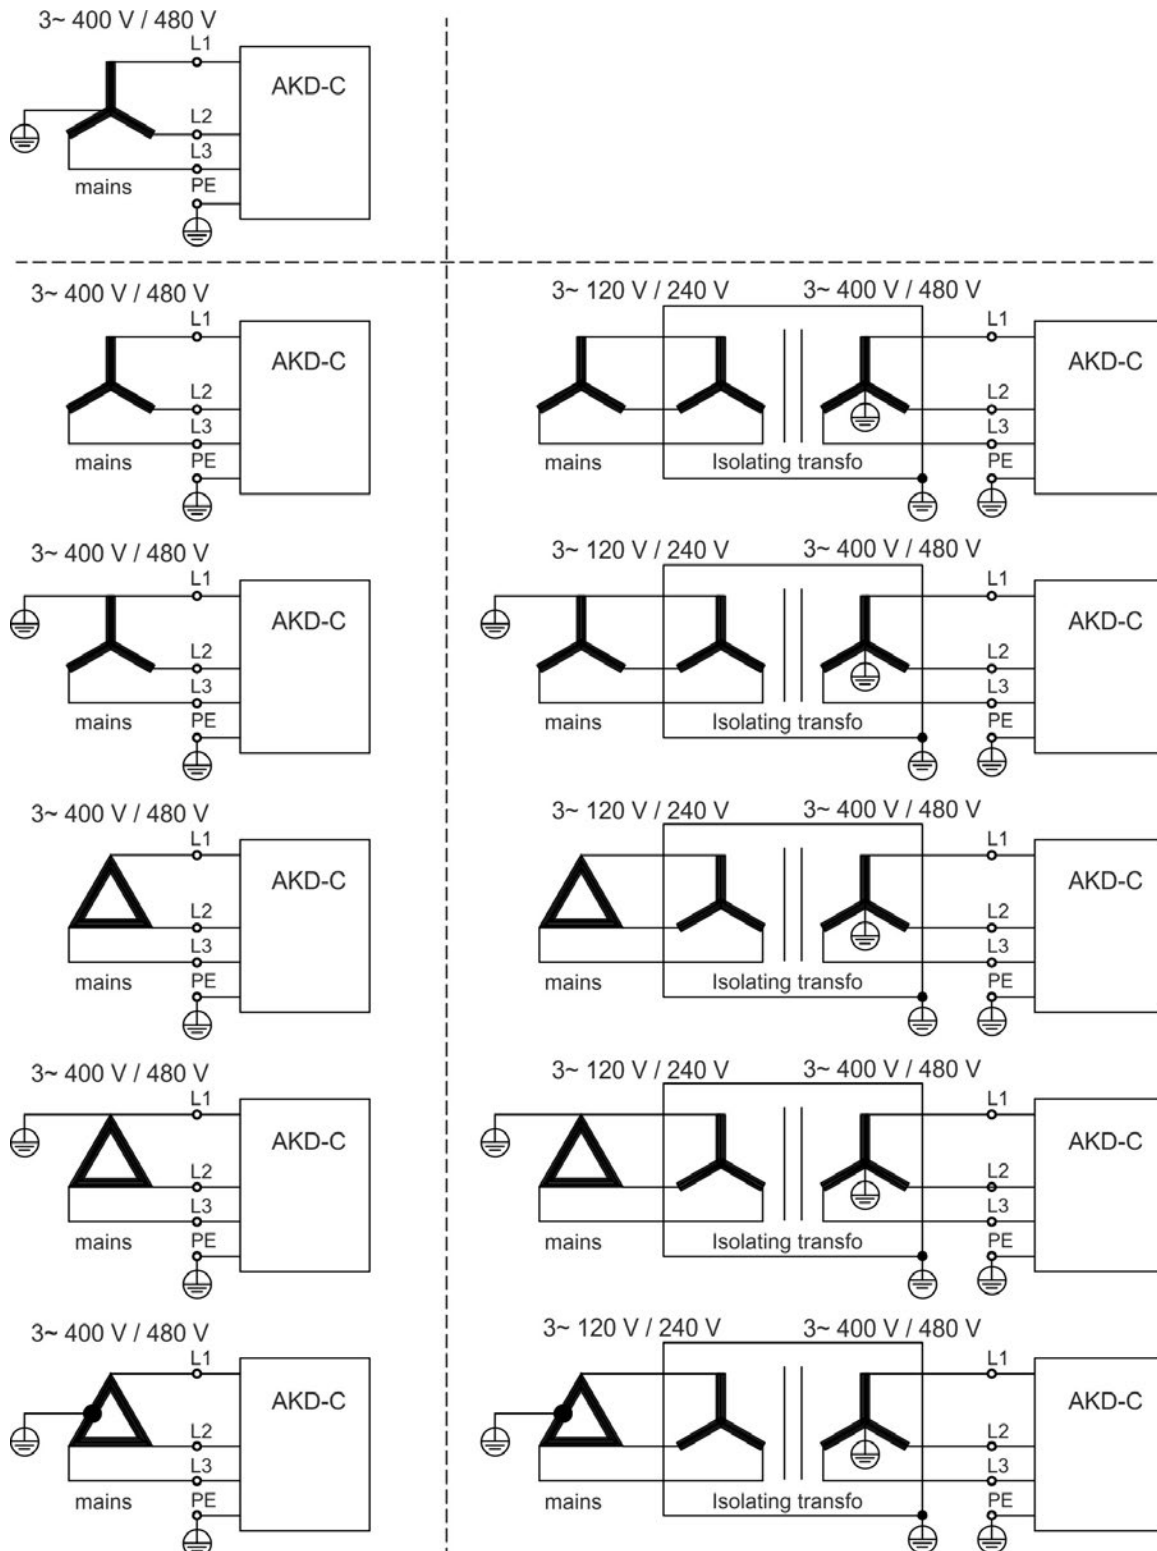 3~ 400 V / 480 V
L1
AKD-C
L2
L3
mains
PE
3~ 400 V / 480 V
L1
AKD-C
L2
L3
mains
PE
3~ 120 V / 240 V
3~ 400 V / 480 V
L1
AKD-C
L2
L3
mains
Isolating transfo
PE
3~ 400 V / 480 V
L1
AKD-C
L2
L3
mains
PE
3~ 120 V / 240 V
3~ 400 V / 480 V
L1
AKD-C
L2
L3
mains
Isolating transfo
PE
3~ 400 V / 480 V
L1
AKD-C
L2
L3
mains
PE
3~ 120 V / 240 V
3~ 400 V / 480 V
L1
AKD-C
L2
L3
mains
Isolating transfo
PE
3~ 400 V / 480 V
L1
AKD-C
L2
L3
mains
PE
3~ 120 V / 240 V
3~ 400 V / 480 V
L1
AKD-C
L2
L3
mains
Isolating transfo
PE
3~ 400 V / 480 V
L1
AKD-C
L2
L3
mains
PE
3~ 120 V / 240 V
3~ 400 V / 480 V
L1
AKD-C
L2
L3
mains
Isolating transfo
PE